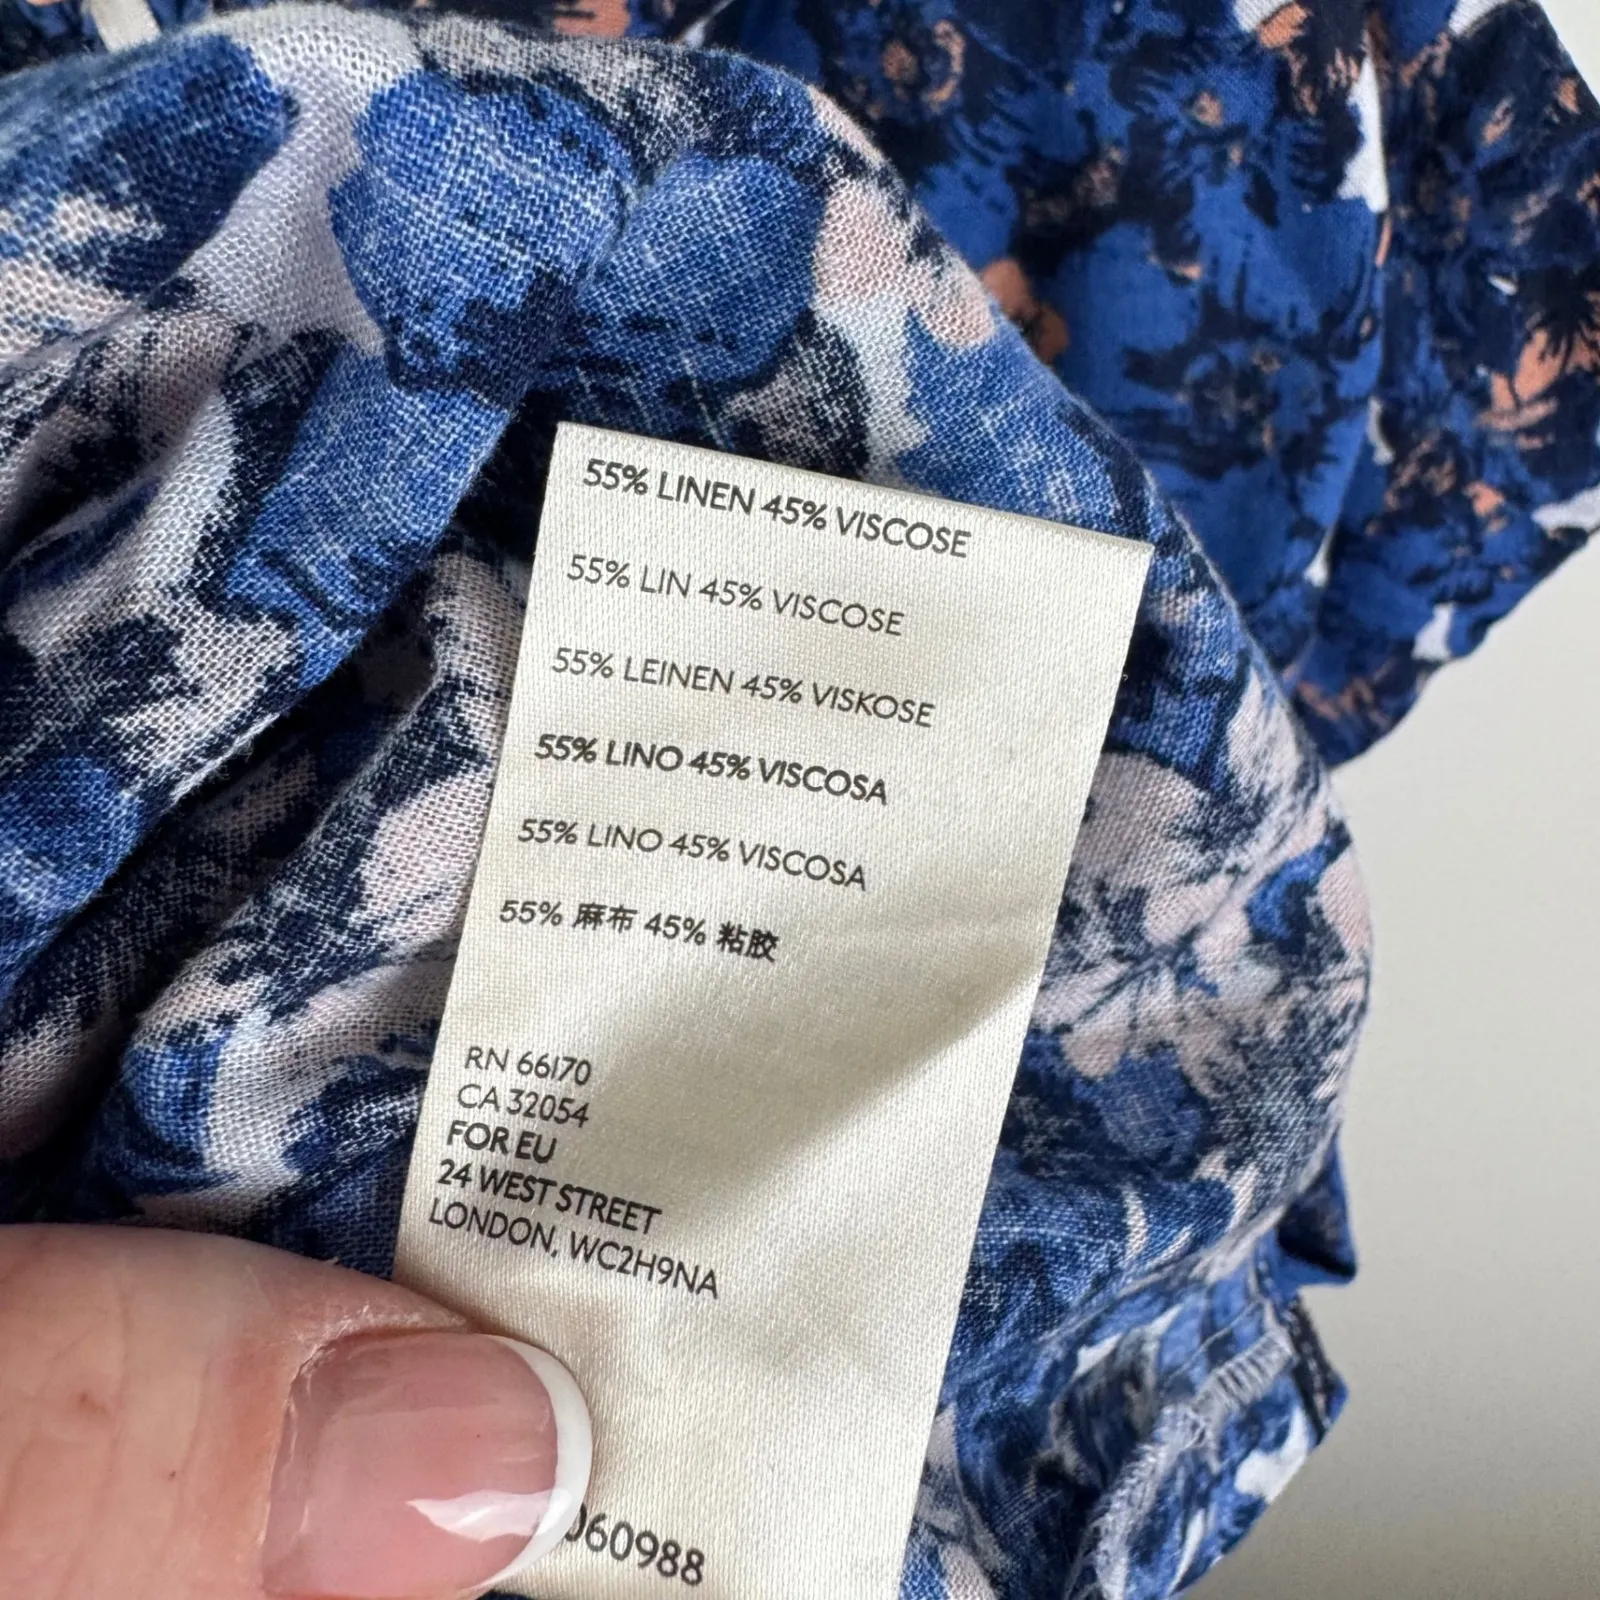 55% LINEN 45% VISCOSE
55% LIN 45% VISCOSE
55% LEINEN 45% VISKOSE
55% LINO 45% VISCOSA
55% LINO 45% VISCOSA
55% 麻布 45% 粘胶
RN 66170
CA 32054
FOR EU
24 WEST STREET
LONDON, WC2H9NA
060988